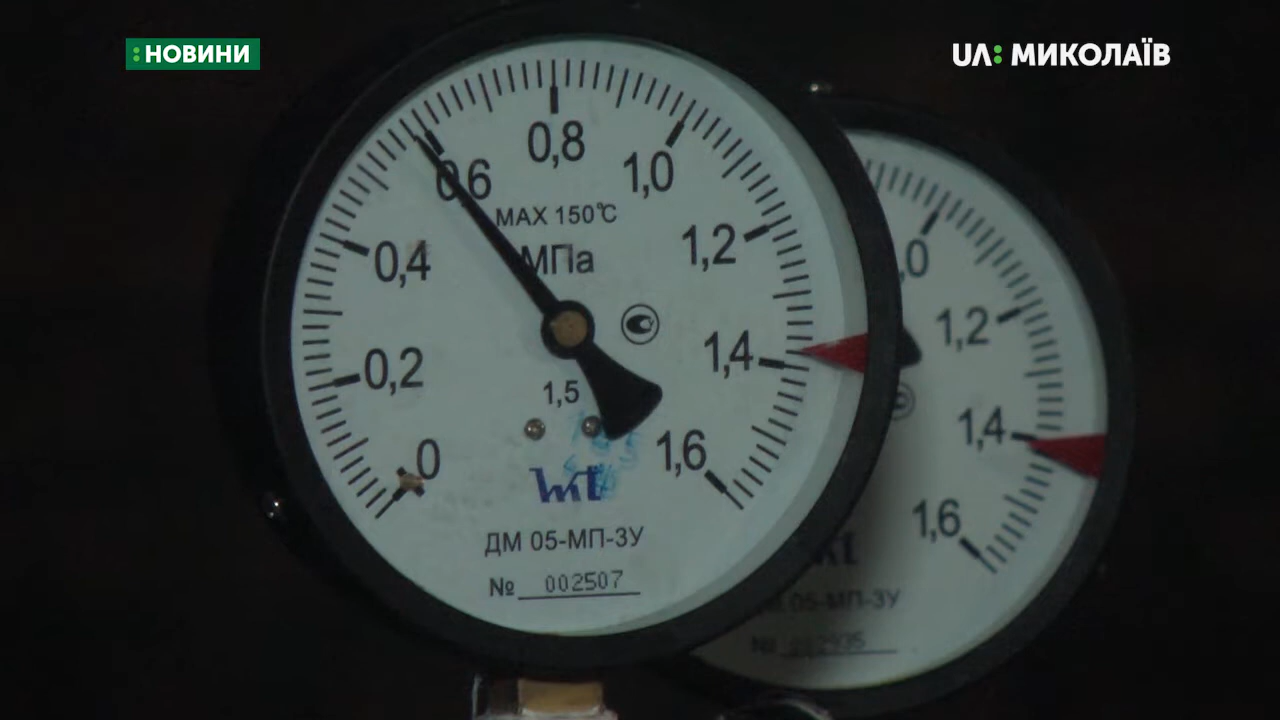 :НОВИНИ
UA: МИКОЛАЇВ
0,8
0,6
1,0
MAX 150°C
МПа
0,4
1,2
0,2
1,4
1,5
0
1,6
ДМ 05-МП-3У
№ 002507
,0
1,2
1,4
1,6
05-МП-3У
№